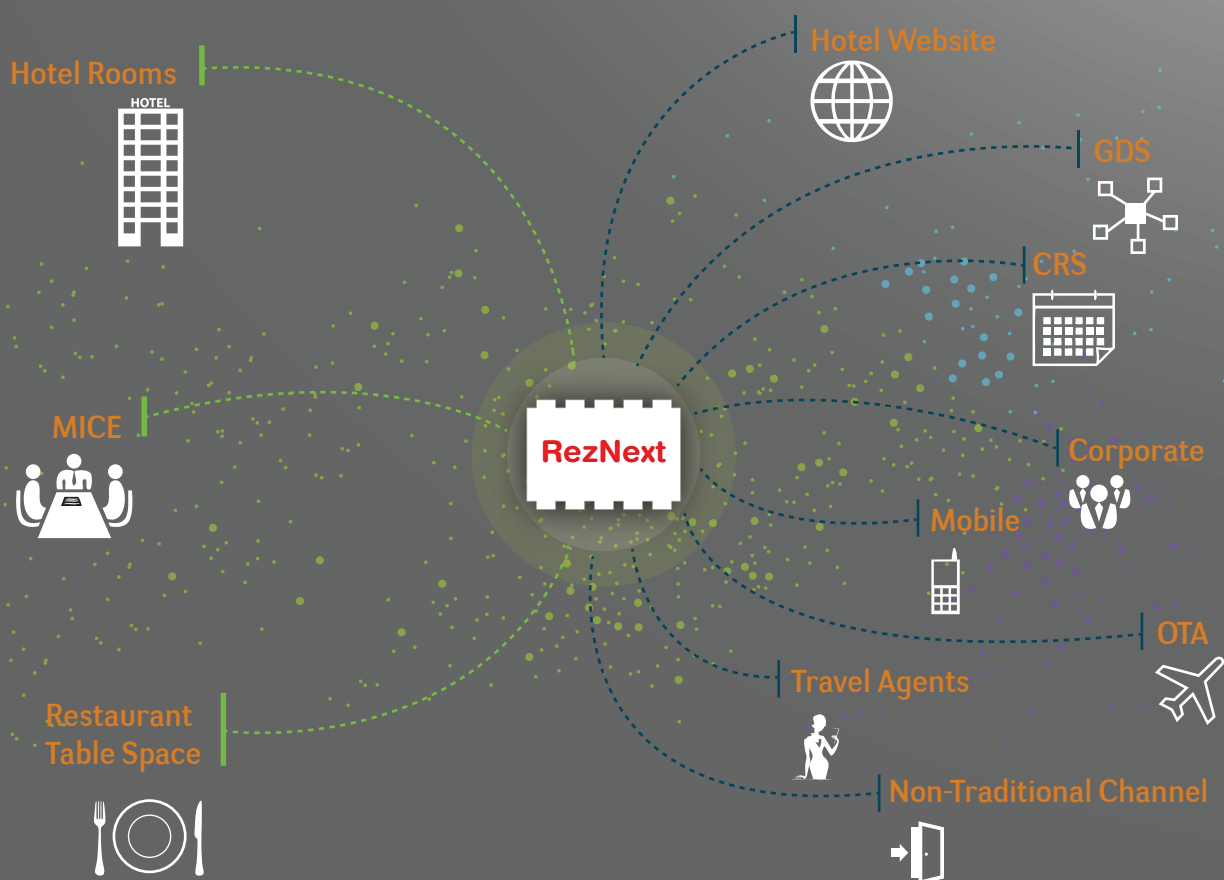 Hotel Rooms
HOTEL
MICE
Restaurant
Table Space
RezNext
Hotel Website
GDS
CRS
Corporate
Mobile
OTA
Travel Agents
Non-Traditional Channel